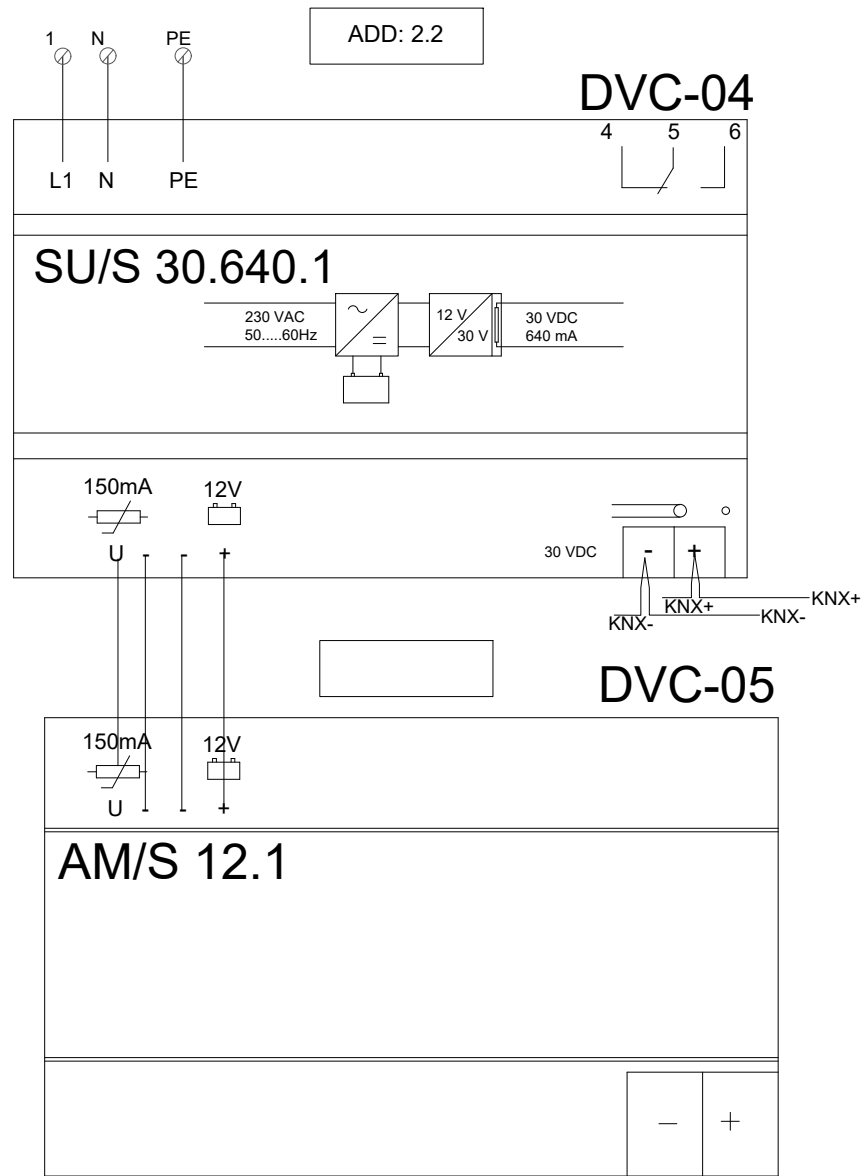 1 N PE
ADD: 2.2
DVC-04
4 5 6
L1 N PE
SU/S 30.640.1
230 VAC
50.....60Hz
12 V
30 V
30 VDC
640 mA
150mA 12V
U - - +
30 VDC - +
KNX+ KNX+
KNX- KNX-
DVC-05
150mA 12V
U - - +
AM/S 12.1
- +